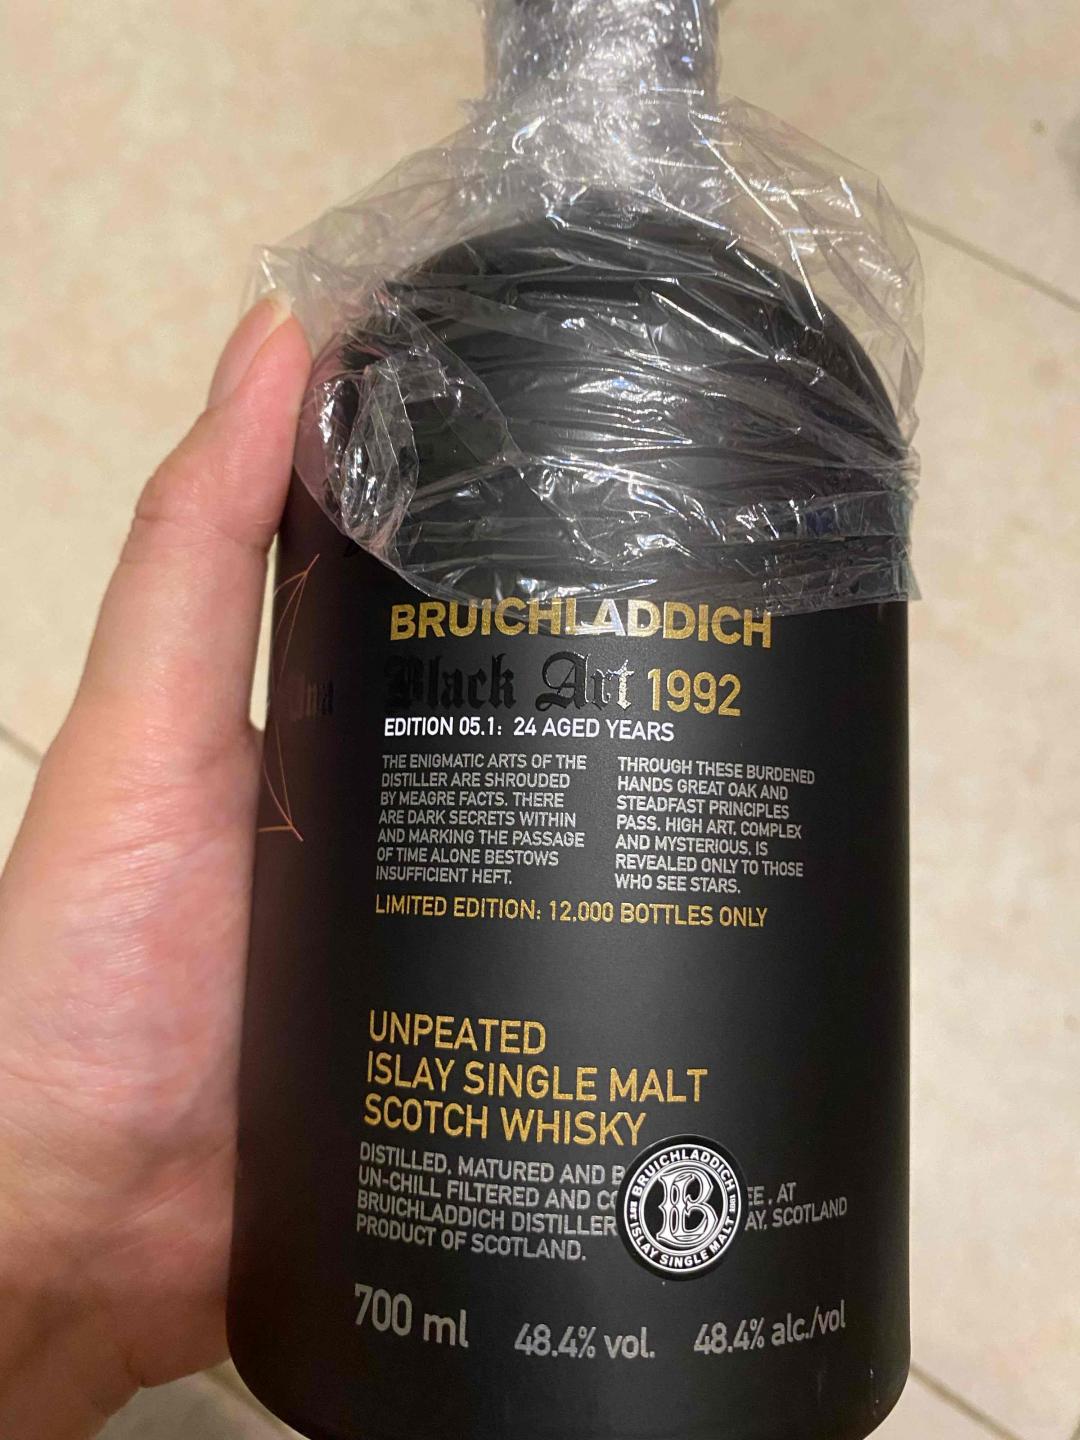 BRUICHLADDICH
Black Art 1992
EDITION 05.1: 24 AGED YEARS
THE ENIGMATIC ARTS OF THE
DISTILLER ARE SHROUDED
BY MEAGRE FACTS. THERE
ARE DARK SECRETS WITHIN
AND MARKING THE PASSAGE
OF TIME ALONE BESTOWS
INSUFFICIENT HEFT.
THROUGH THESE BURDENED
HANDS GREAT OAK AND
STEADFAST PRINCIPLES
PASS. HIGH ART, COMPLEX
AND MYSTERIOUS, IS
REVEALED ONLY TO THOSE
WHO SEE STARS.
LIMITED EDITION: 12,000 BOTTLES ONLY
UNPEATED
ISLAY SINGLE MALT
SCOTCH WHISKY
DISTILLED, MATURED AND
UN-CHILL FILTERED AND , AT
BRUICHLADDICH SCOTLAND
PRODUCT OF SCOTLAND.
BRUICHLADDICH
B
ISLAY SINGLE MALT
700 ml 48.4% vol. 48.4% alc./vol